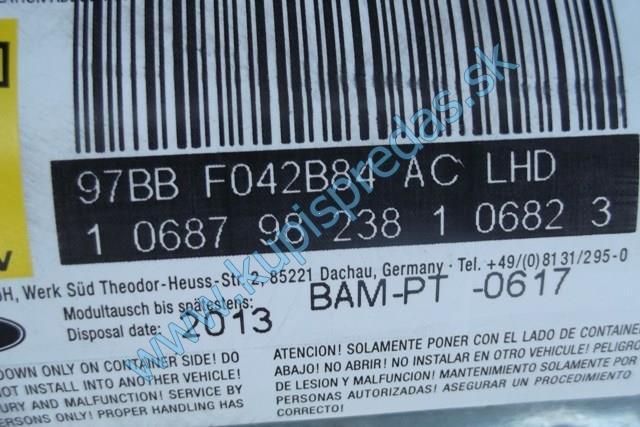 97BB F042B84 AC LHD
1 0687 98 238 1 0682 3
H, Werk Süd Theodor-Heuss-Str. 2, 85221 Dachau, Germany Tel. +49/(0)8131/295-0
Modultausch bis spätestens:
Disposal date: 2013 BAM-PT -0617
DOWN ONLY ON CONTAINER SIDE! DO
NOT INSTALL INTO ANOTHER VEHICLE!
URY AND MALFUNCTION! SERVICE BY
ERSONS ONLY! PROPER HANDLING
ATENCION! SOLAMENTE PONER CON EL LADO DE CONTAINER
ABAJO! NO ABRIR! NO INSTALAR EN OTRO VEHICULE! PELIGRO
DE LESION Y MALFUNCION! MANTENIMIENTO SOLAMENTE POR
PERSONAS AUTORIZADAS! ASEGURAR UN PROCEDIMIENTO
CORRECTO!
www.kupispredas.sk